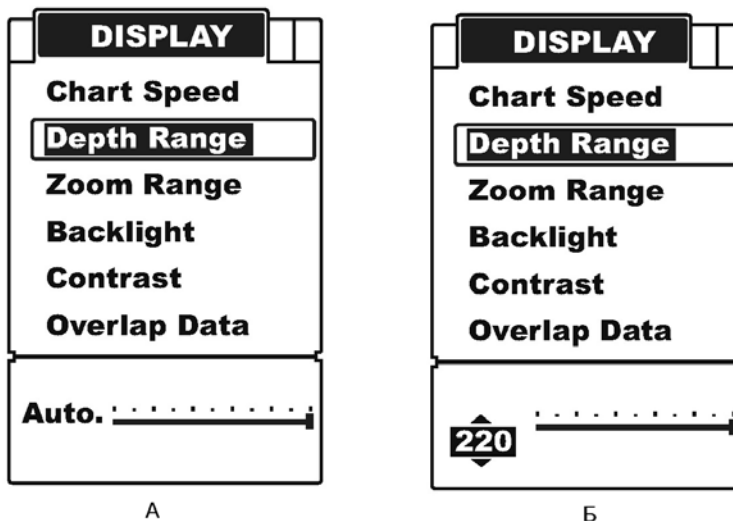 DISPLAY
Chart Speed
Depth Range
Zoom Range
Backlight
Contrast
Overlap Data
Auto.
А
DISPLAY
Chart Speed
Depth Range
Zoom Range
Backlight
Contrast
Overlap Data
220
Б